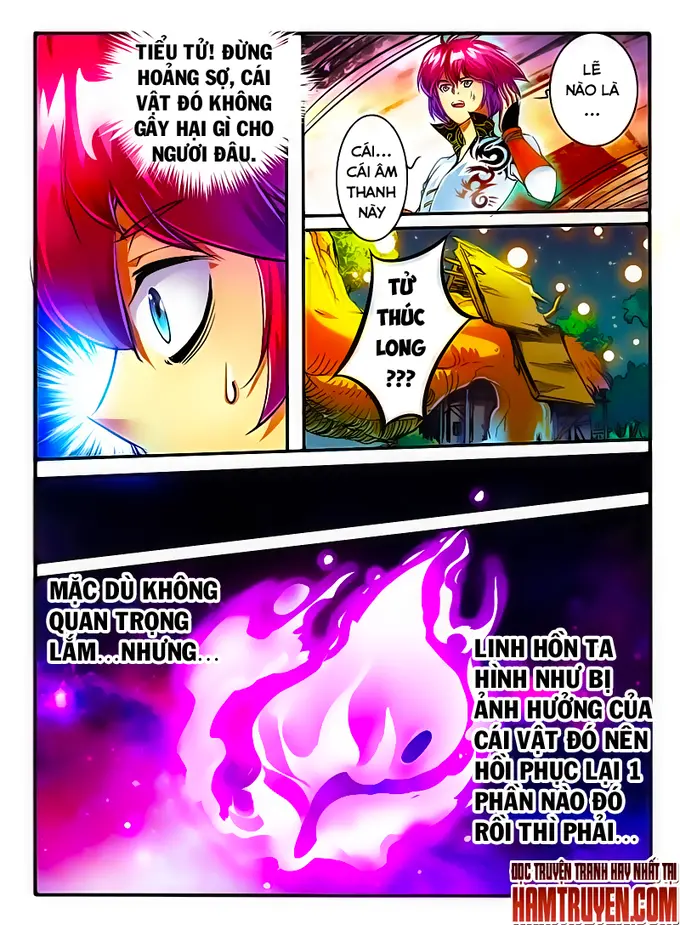 TIỂU TỬ! ĐỪNG
HOẢNG SỢ, CÁI
VẬT ĐÓ KHÔNG
GÂY HẠI GÌ CHO
NGƯỜI ĐÂU.
LẼ
NÀO LÀ
...
CÁI...
CÁI ÂM
THANH
NÀY
TỬ
THÚC
LONG
???
MẶC DÙ KHÔNG
QUAN TRỌNG
LẮM...NHƯNG...
LINH HỒN TA
HÌNH NHƯ BỊ
ẢNH HƯỞNG CỦA
CÁI VẬT ĐÓ NÊN
HỒI PHỤC LẠI 1
PHẦN NÀO ĐÓ
RỒI THÌ PHẢI...
ĐỌC TRUYỆN TRANH HAY NHẤT TẠI
HAMTRUYEN.COM